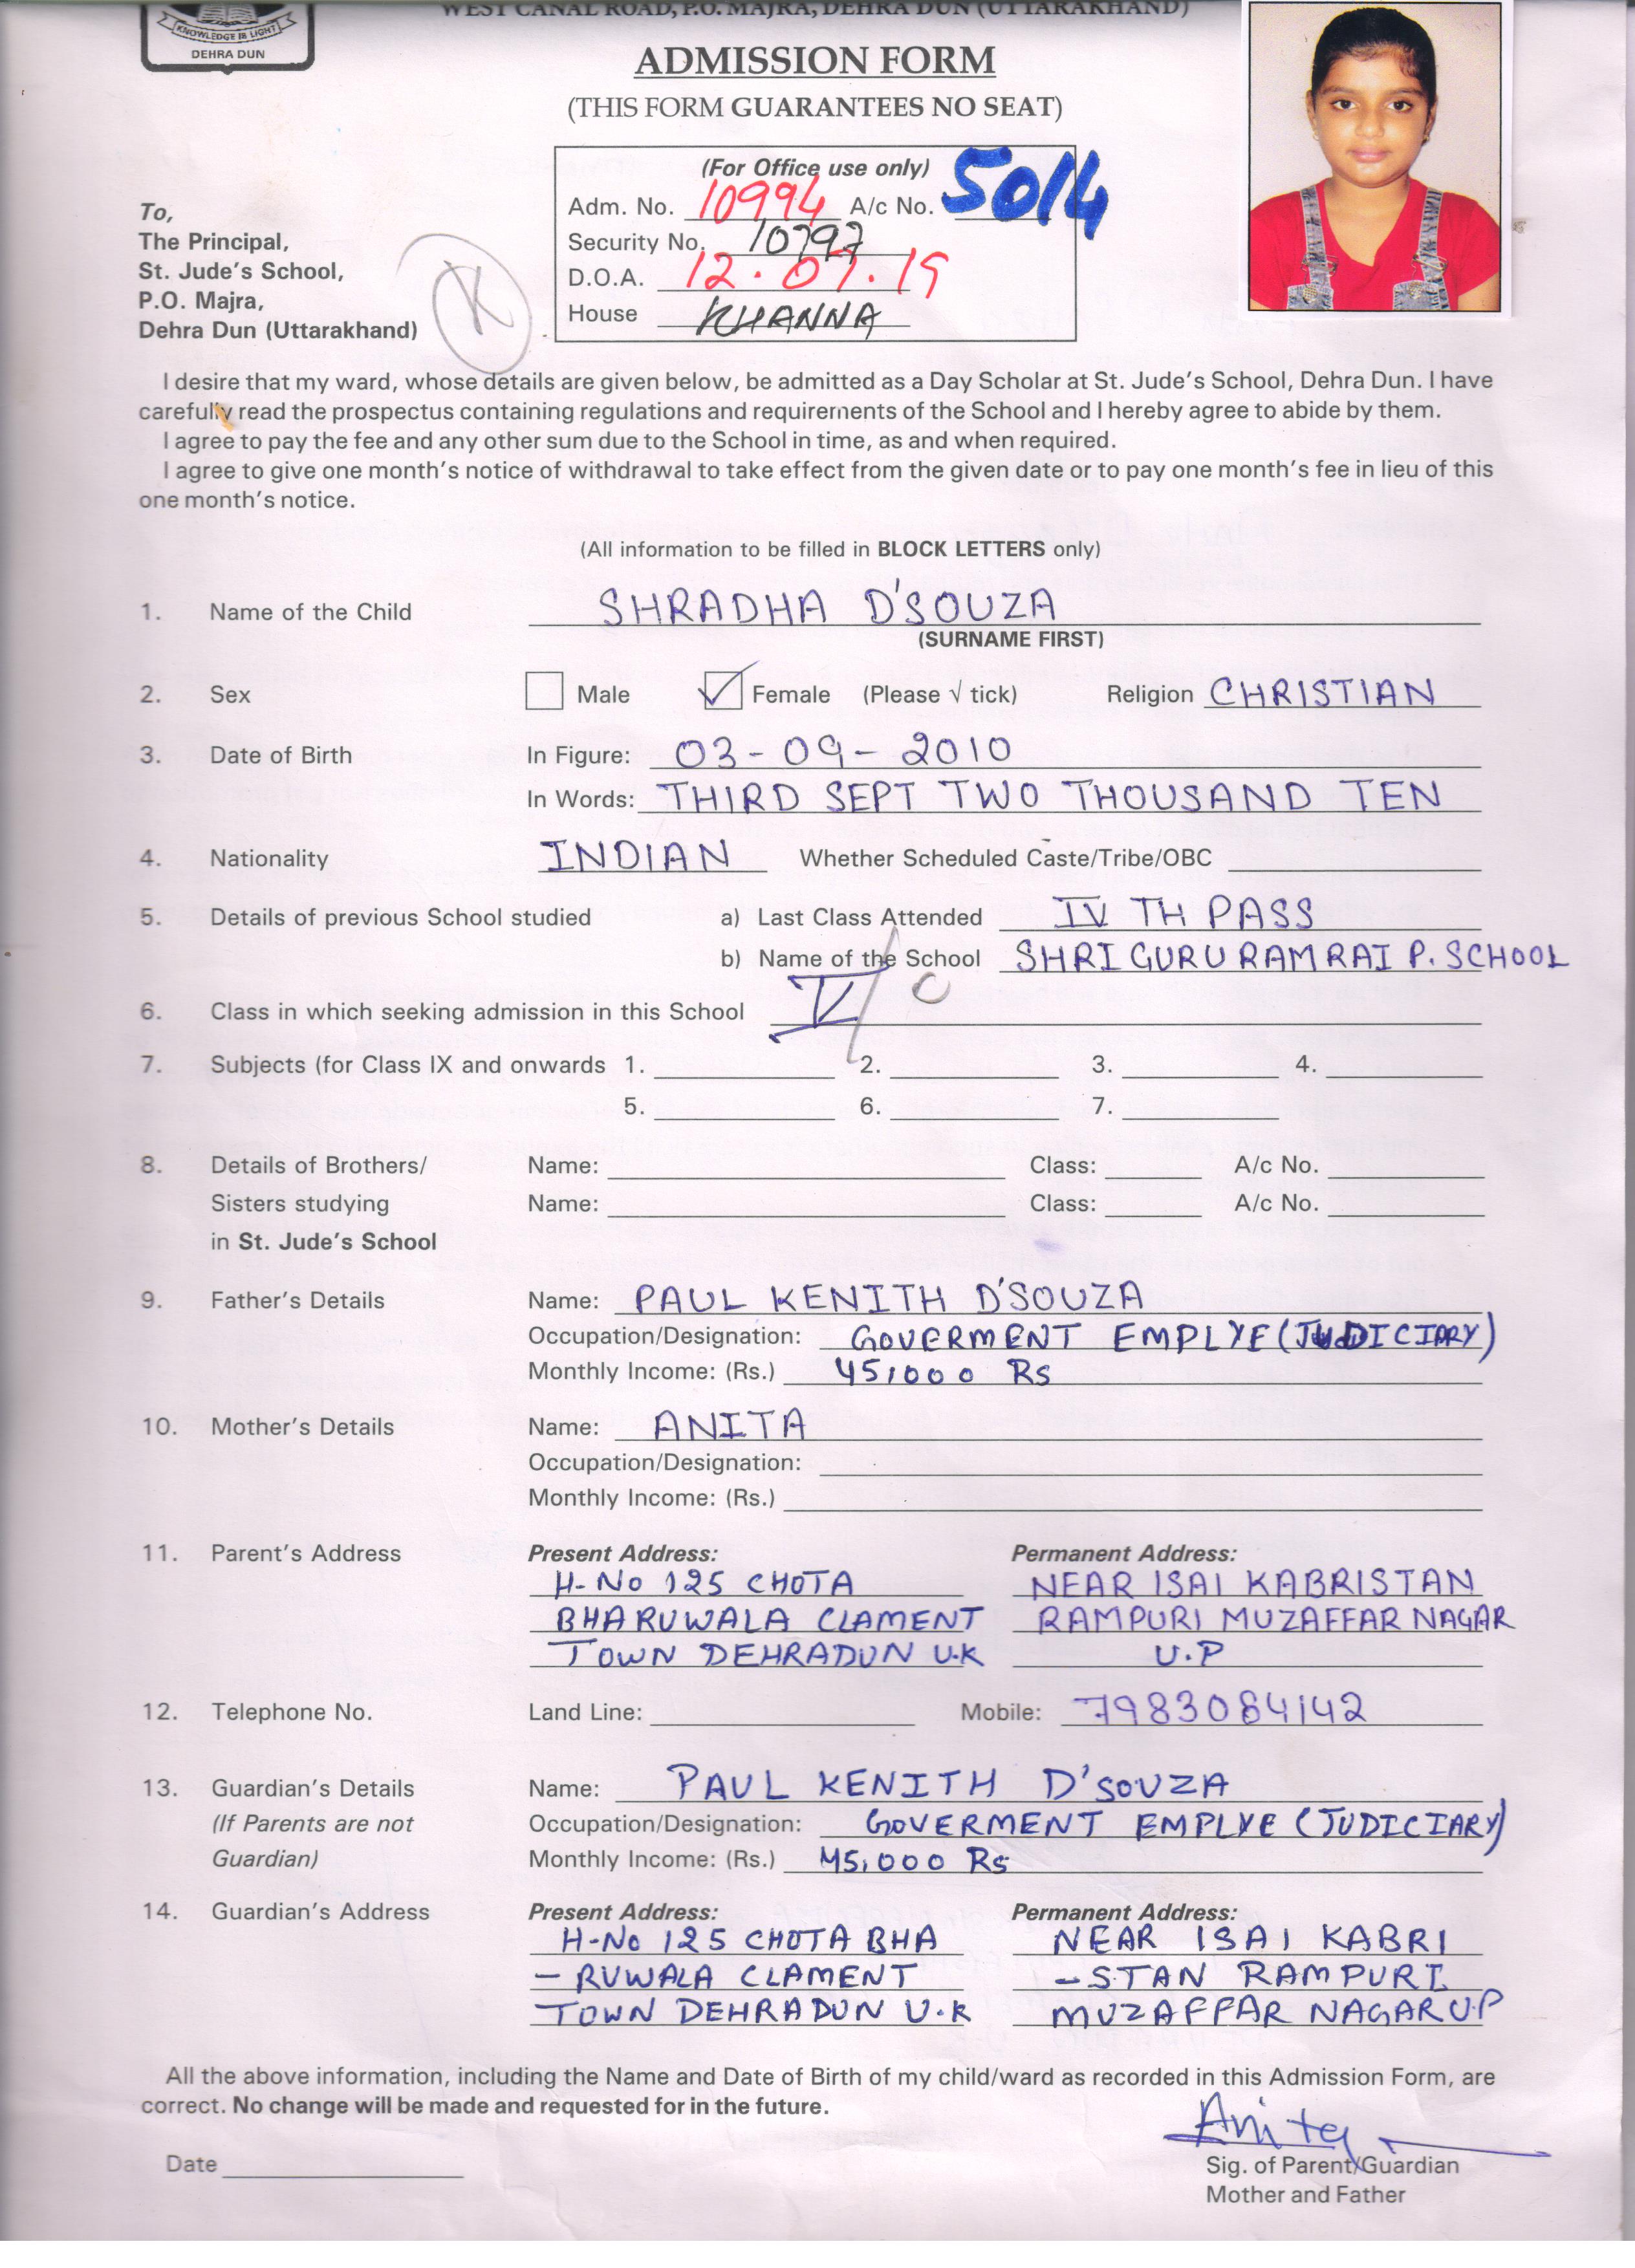 WEST CANAL ROAD, P.O. MAJRA, DEHRA DUN (UTTARAKHAND)
KNOWLEDGE IS LIGHT
DEHRA DUN
ADMISSION FORM
(THIS FORM GUARANTEES NO SEAT)
(For Office use only)
Adm. No. 10994 A/c No. 5014
Security No. 10797
D.O.A. 12.07.19
House KHANNA
To,
The Principal,
St. Jude's School,
P.O. Majra,
Dehra Dun (Uttarakhand)
K
I desire that my ward, whose details are given below, be admitted as a Day Scholar at St. Jude's School, Dehra Dun. I have
carefully read the prospectus containing regulations and requirements of the School and I hereby agree to abide by them.
I agree to pay the fee and any other sum due to the School in time, as and when required.
I agree to give one month's notice of withdrawal to take effect from the given date or to pay one month's fee in lieu of this
one month's notice.
(All information to be filled in BLOCK LETTERS only)
1. Name of the Child SHRADHA D'SOUZA
(SURNAME FIRST)
2. Sex Male Female (Please √ tick) Religion CHRISTIAN
3. Date of Birth In Figure: 03-09-2010
In Words: THIRD SEPT TWO THOUSAND TEN
4. Nationality INDIAN Whether Scheduled Caste/Tribe/OBC
5. Details of previous School studied a) Last Class Attended IV TH PASS
b) Name of the School SHRI GURU RAM RAI P. SCHOOL
6. Class in which seeking admission in this School V/C
7. Subjects (for Class IX and onwards 1. 2. 3. 4.
5. 6. 7.
8. Details of Brothers/ Name: Class: A/c No.
Sisters studying Name: Class: A/c No.
in St. Jude's School
9. Father's Details Name: PAUL KENITH D'SOUZA
Occupation/Designation: GOVERMENT EMPLYE (JUDICIARY)
Monthly Income: (Rs.) 45,000 Rs
10. Mother's Details Name: ANITA
Occupation/Designation:
Monthly Income: (Rs.)
11. Parent's Address Present Address: Permanent Address:
H-No 125 CHOTA NEAR ISAI KABRISTAN
BHARUWALA CLAMENT RAMPURI MUZAFFAR NAGAR
TOWN DEHRADUN U.K U.P
12. Telephone No. Land Line: Mobile: 7983084142
13. Guardian's Details Name: PAUL KENITH D'SOUZA
(If Parents are not Occupation/Designation: GOVERMENT EMPLYE (JUDICIARY)
Guardian) Monthly Income: (Rs.) 45,000 Rs
14. Guardian's Address Present Address: Permanent Address:
H-No 125 CHOTA BHA NEAR ISAI KABRI
- RUWALA CLAMENT -STAN RAMPURI
TOWN DEHRADUN U.K MUZAFFAR NAGAR U.P
All the above information, including the Name and Date of Birth of my child/ward as recorded in this Admission Form, are
correct. No change will be made and requested for in the future.
Anita
Date Sig. of Parent/Guardian
Mother and Father